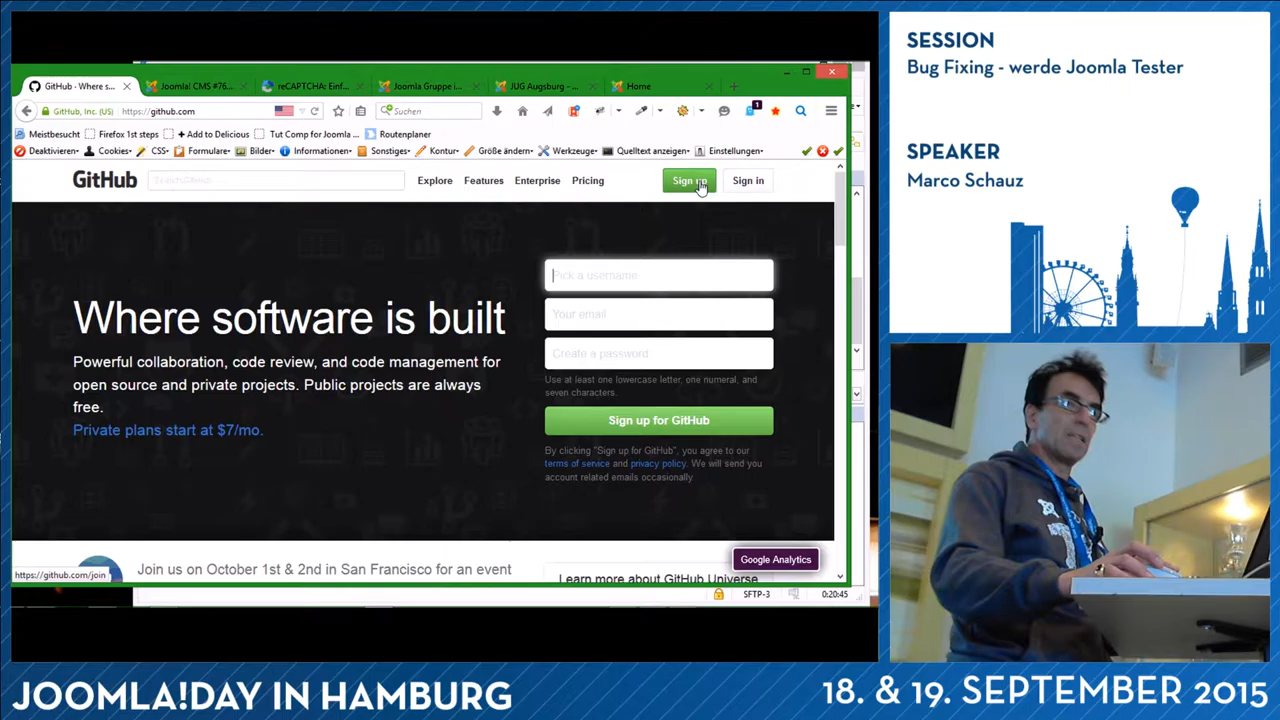 GitHub - Where s...
Joomla! CMS #76...
reCAPTCHA: Einf...
Joomla Gruppe i...
JUG Augsburg - ...
Home
GitHub, Inc. (US)
https://github.com
Suchen
1
Meistbesucht
Firefox 1st steps
Add to Delicious
Tut Comp for Joomla ...
Routenplaner
Deaktivieren
Cookies
CSS
Formulare
Bilder
Informationen
Sonstiges
Kontur
Größe ändern
Werkzeuge
Quelltext anzeigen
Einstellungen
GitHub
Search GitHub
Explore
Features
Enterprise
Pricing
Sign up
Sign in
Where software is built
Powerful collaboration, code review, and code management for
open source and private projects. Public projects are always
free.
Private plans start at $7/mo.
Pick a username
Your email
Create a password
Use at least one lowercase letter, one numeral, and
seven characters.
Sign up for GitHub
By clicking "Sign up for GitHub", you agree to our
terms of service and privacy policy. We will send you
account related emails occasionally.
Google Analytics
Join us on October 1st & 2nd in San Francisco for an event
Learn more about GitHub Universe
https://github.com/join
SFTP-3
0:20:45
SESSION
Bug Fixing - werde Joomla Tester
SPEAKER
Marco Schauz
JOOMLA!DAY IN HAMBURG
18. & 19. SEPTEMBER 2015